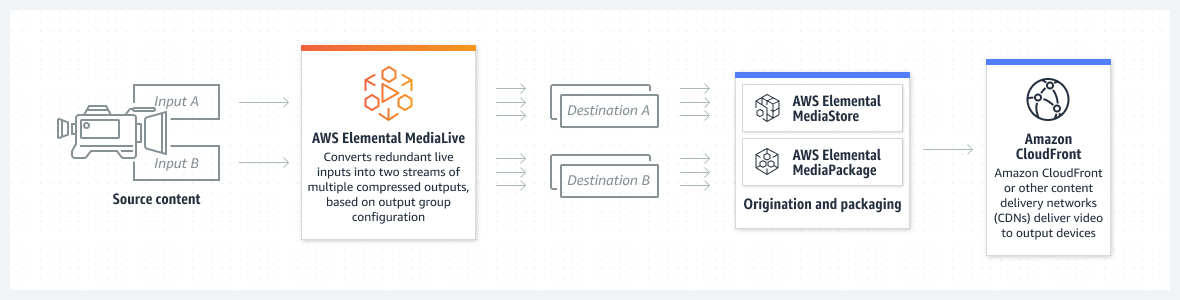 Input A
Input B
Source content
AWS Elemental MediaLive
Converts redundant live
inputs into two streams of
multiple compressed outputs,
based on output group
configuration
Destination A
Destination B
AWS Elemental
MediaStore
AWS Elemental
MediaPackage
Origination and packaging
Amazon
CloudFront
Amazon CloudFront
or other content
delivery networks
(CDNs) deliver video
to output devices